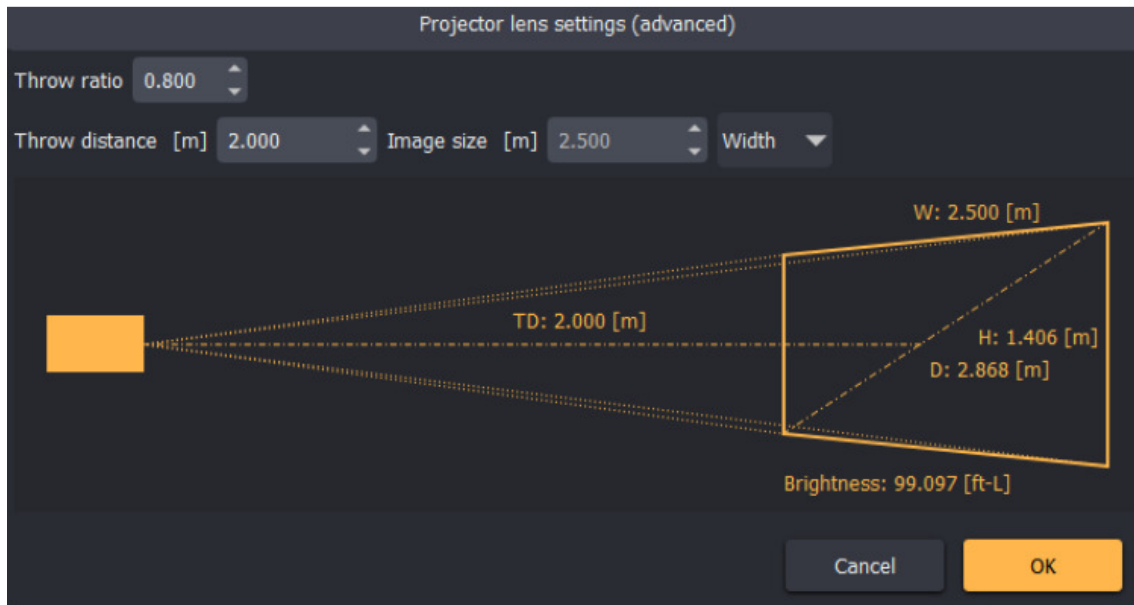 Projector lens settings (advanced)
Throw ratio 0.800
Throw distance [m] 2.000 Image size [m] 2.500 Width
W: 2.500 [m]
TD: 2.000 [m]
H: 1.406 [m]
D: 2.868 [m]
Brightness: 99.097 [ft-L]
Cancel OK